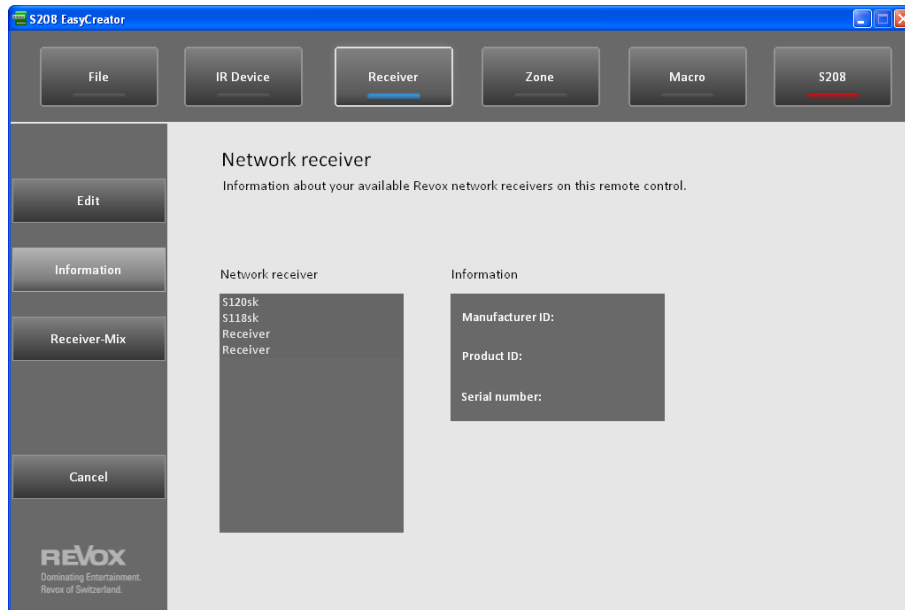 S208 EasyCreator
File
IR Device
Receiver
Zone
Macro
S208
Edit
Information
Receiver-Mix
Cancel
REVOX
Dominating Entertainment.
Revox of Switzerland.
Network receiver
Information about your available Revox network receivers on this remote control.
Network receiver
S120sk
S118sk
Receiver
Receiver
Information
Manufacturer ID:
Product ID:
Serial number: